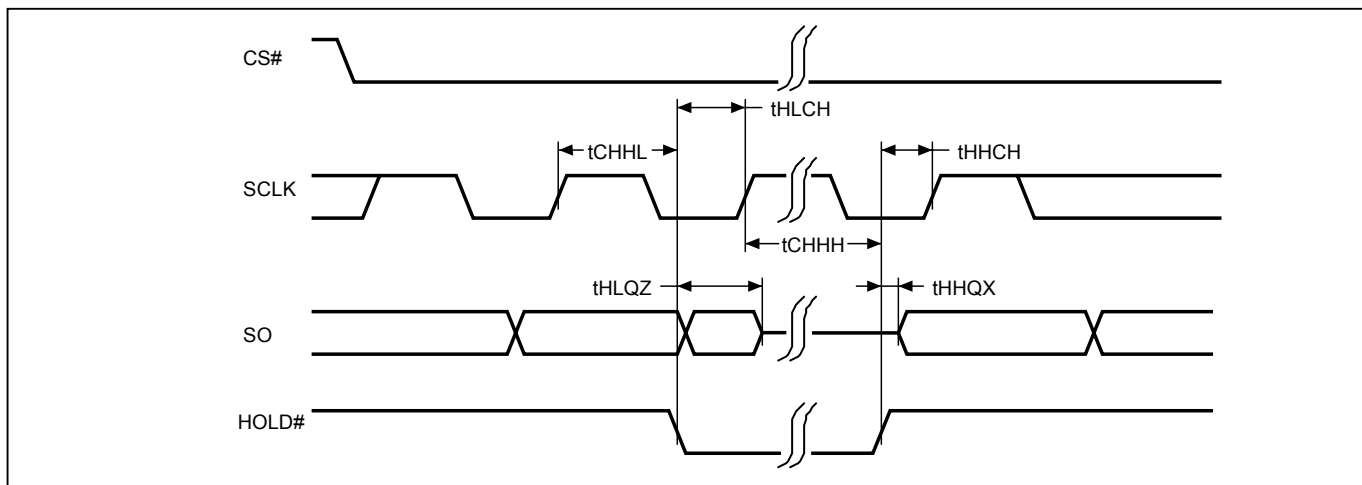 CS#
tHLCH
tCHHL
tHHCH
SCLK
tCHHH
tHLQZ
tHHQX
SO
HOLD#